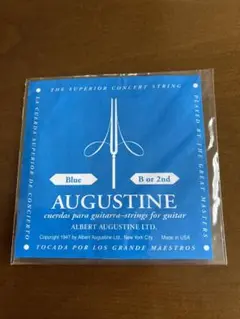 THE SUPERIOR CONCERT STRING
LA CUERDA SUPERIOR DE CONCIERTO
PLAYED BY THE GREAT MASTERS
Blue
B or 2nd
AUGUSTINE
cuerdas para guitarra–strings for guitar
ALBERT AUGUSTINE LTD.
Copyright 1947 by Albert Augustine Ltd. New York City Made in USA
TOCADA POR LOS GRANDE MAESTROS